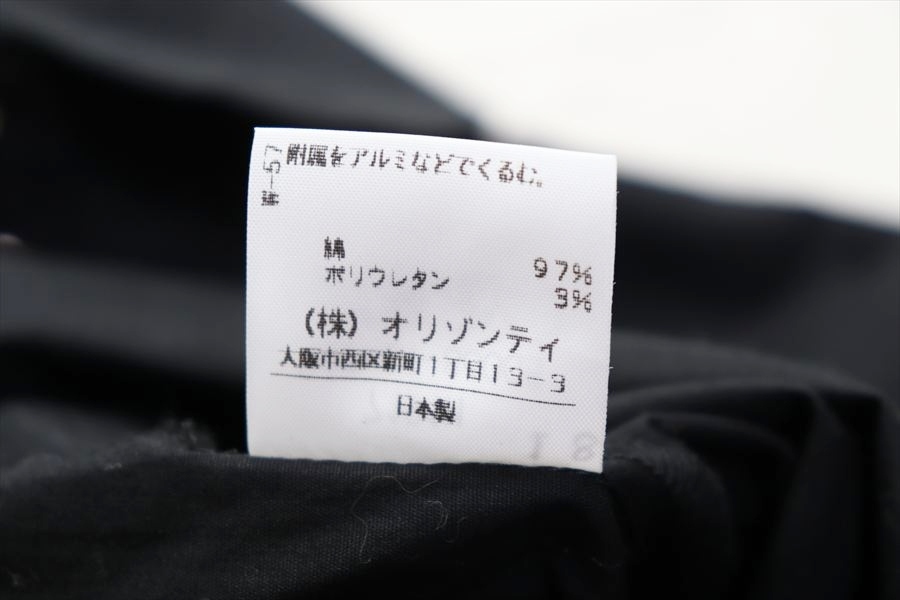 附属をアルミなどでくるむ。
綿 97%
ポリウレタン 3%
(株) オリゾンティ
大阪市西区新町1丁目13-3
日本製
18